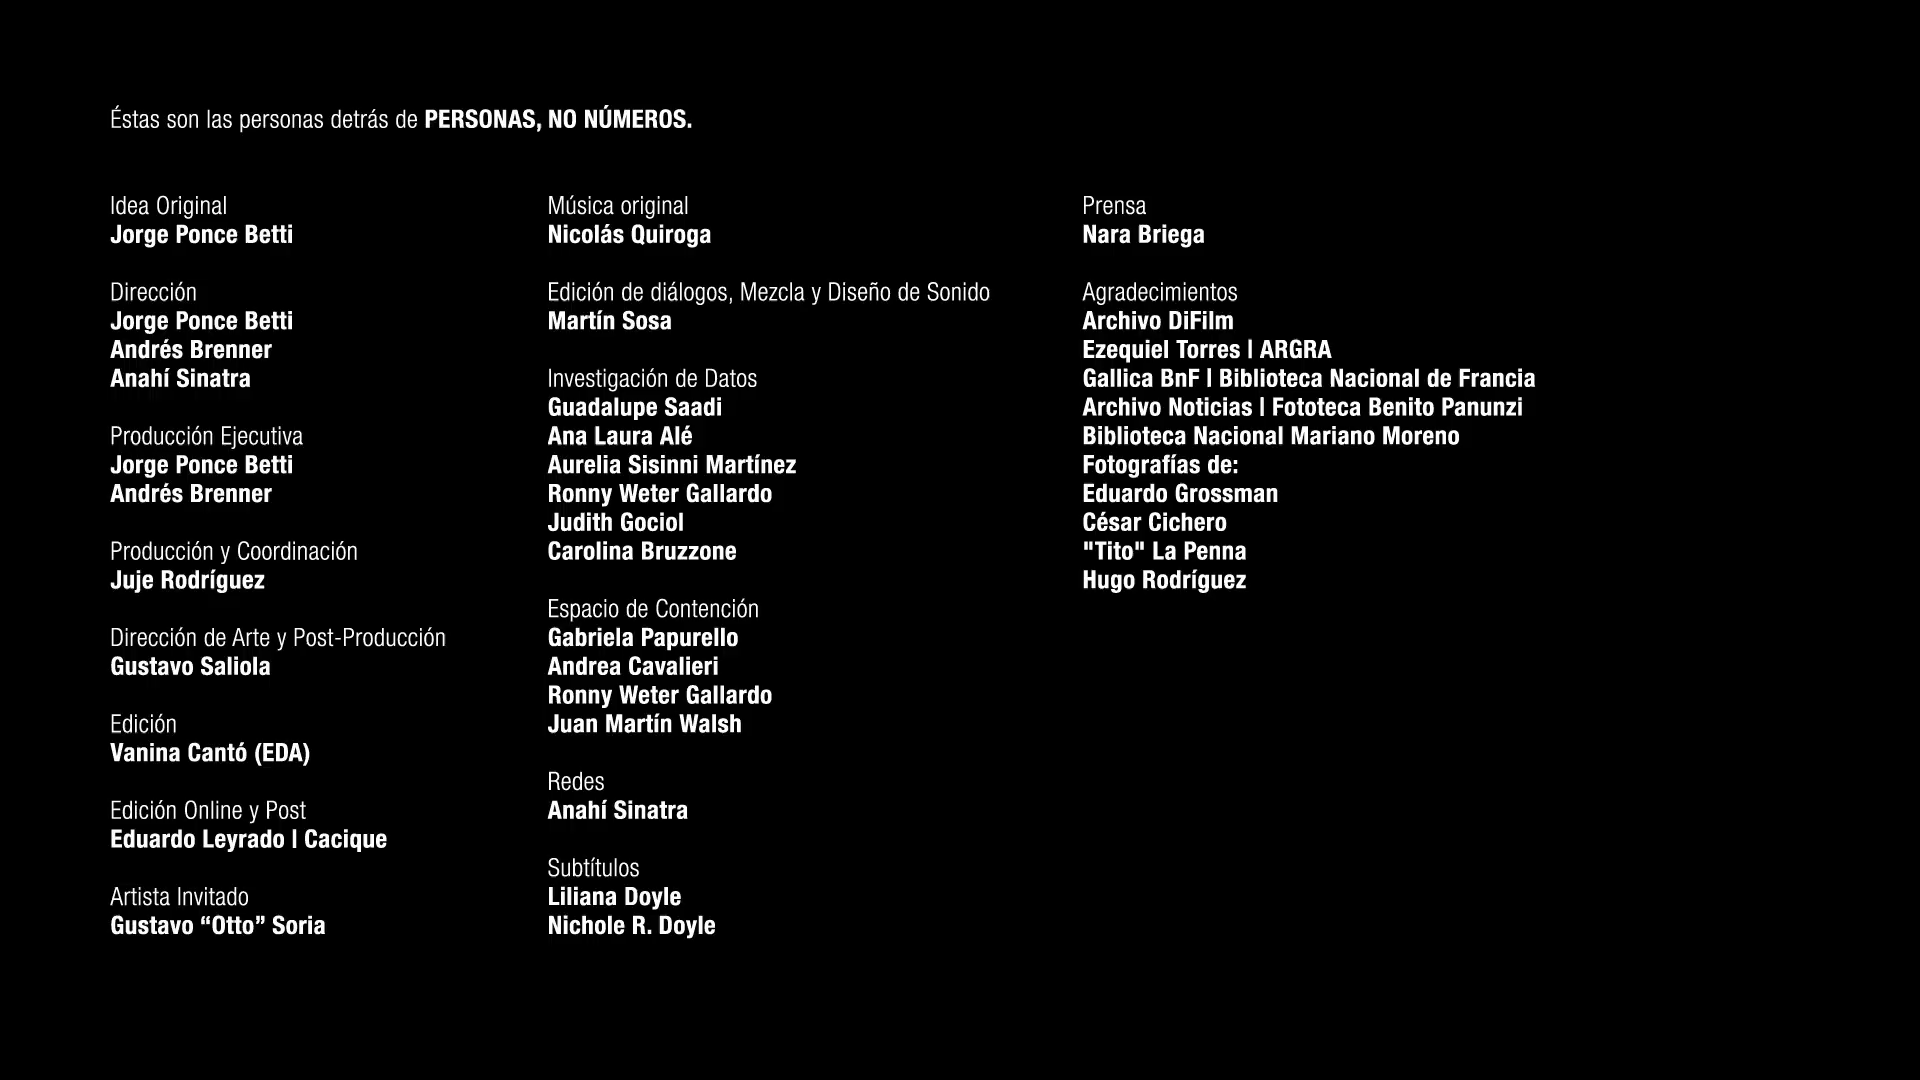 Éstas son las personas detrás de PERSONAS, NO NÚMEROS.
Idea Original
Jorge Ponce Betti
Dirección
Jorge Ponce Betti
Andrés Brenner
Anahí Sinatra
Producción Ejecutiva
Jorge Ponce Betti
Andrés Brenner
Producción y Coordinación
Juje Rodríguez
Dirección de Arte y Post-Producción
Gustavo Saliola
Edición
Vanina Cantó (EDA)
Edición Online y Post
Eduardo Leyrado | Cacique
Artista Invitado
Gustavo “Otto” Soria
Música original
Nicolás Quiroga
Edición de diálogos, Mezcla y Diseño de Sonido
Martín Sosa
Investigación de Datos
Guadalupe Saadi
Ana Laura Alé
Aurelia Sisinni Martínez
Ronny Weter Gallardo
Judith Gociol
Carolina Bruzzone
Espacio de Contención
Gabriela Papurello
Andrea Cavalieri
Ronny Weter Gallardo
Juan Martín Walsh
Redes
Anahí Sinatra
Subtítulos
Liliana Doyle
Nichole R. Doyle
Prensa
Nara Briega
Agradecimientos
Archivo DiFilm
Ezequiel Torres | ARGRA
Gallica BnF | Biblioteca Nacional de Francia
Archivo Noticias | Fototeca Benito Panunzi
Biblioteca Nacional Mariano Moreno
Fotografías de:
Eduardo Grossman
César Cichero
"Tito" La Penna
Hugo Rodríguez